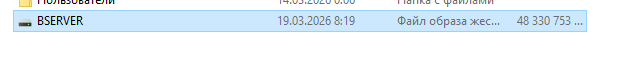 Пользователи 14.03.2026 0:00 Папка с файлами
BSERVER 19.03.2026 8:19 Файл образа жес... 48 330 753 ...